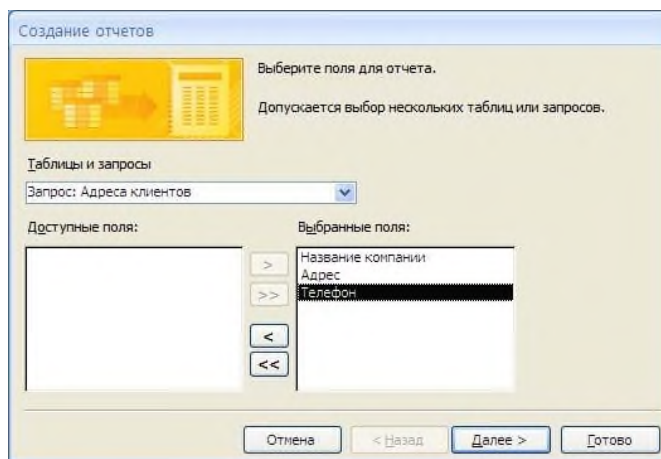 Создание отчетов
Выберите поля для отчета.
Допускается выбор нескольких таблиц или запросов.
Таблицы и запросы
Запрос: Адреса клиентов
Доступные поля:
Выбранные поля:
Название компании
Адрес
Телефон
>
>>
<
<<
Отмена
< Назад
Далее >
Готово